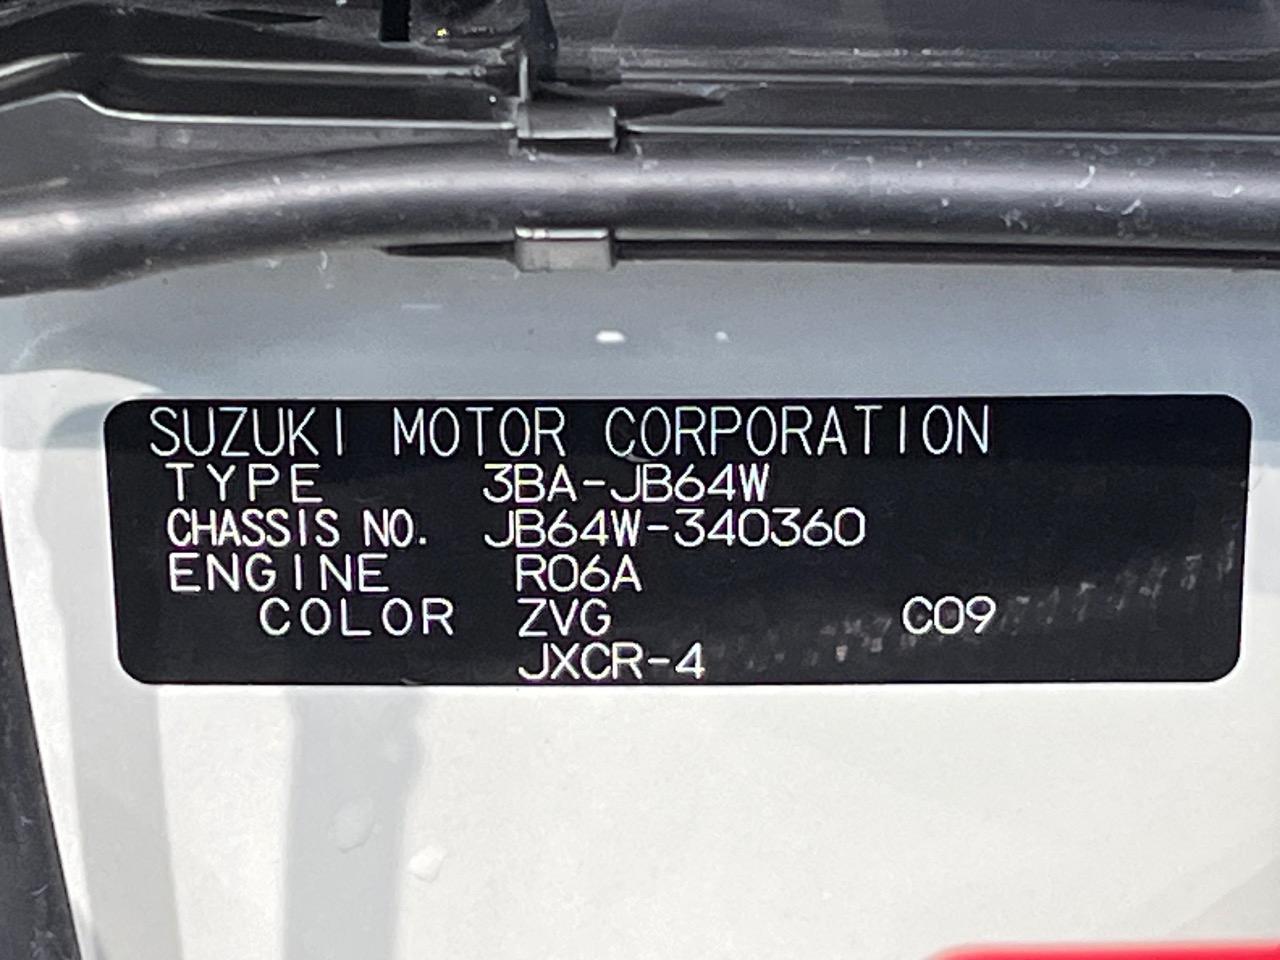 SUZUKI MOTOR CORPORATION
TYPE 3BA-JB64W
CHASSIS NO. JB64W-340360
ENGINE R06A
COLOR ZVG C09
JXCR-4